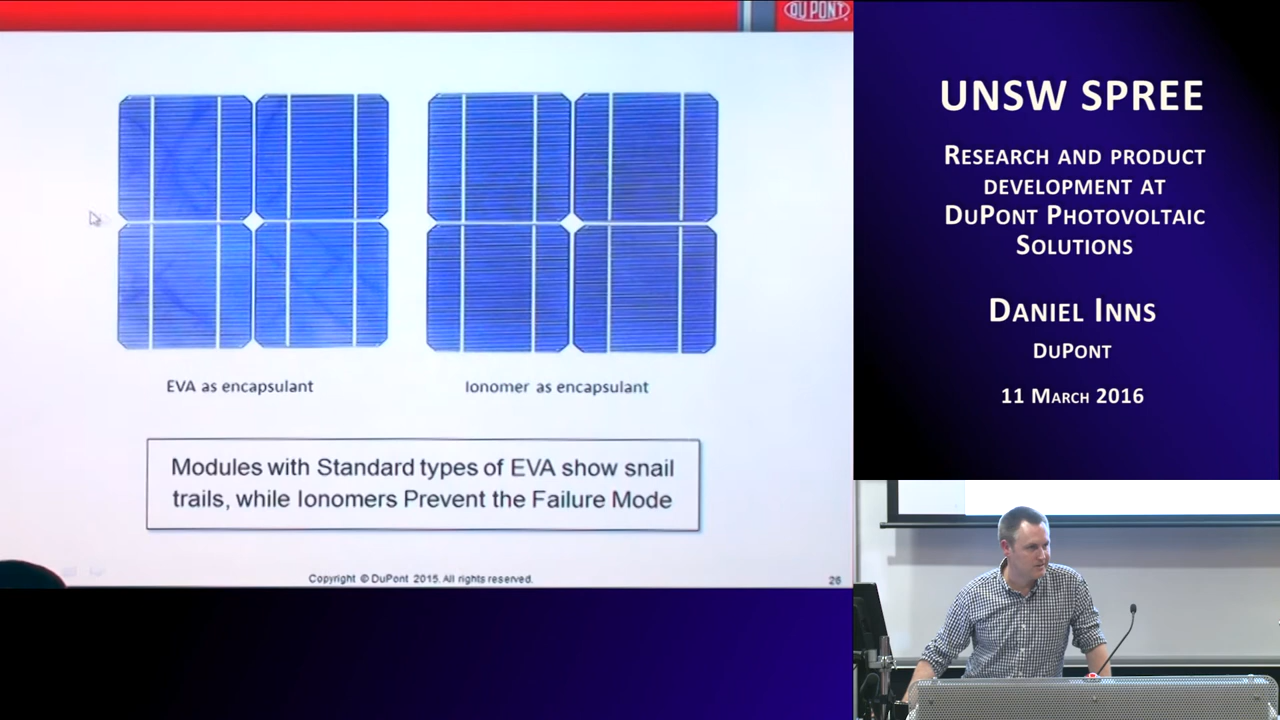 DUPONT
EVA as encapsulant
Ionomer as encapsulant
Modules with Standard types of EVA show snail
trails, while Ionomers Prevent the Failure Mode
Copyright © DuPont 2015. All rights reserved.
26
UNSW SPREE
Research and product
development at
DuPont Photovoltaic
Solutions
Daniel Inns
DuPont
11 March 2016